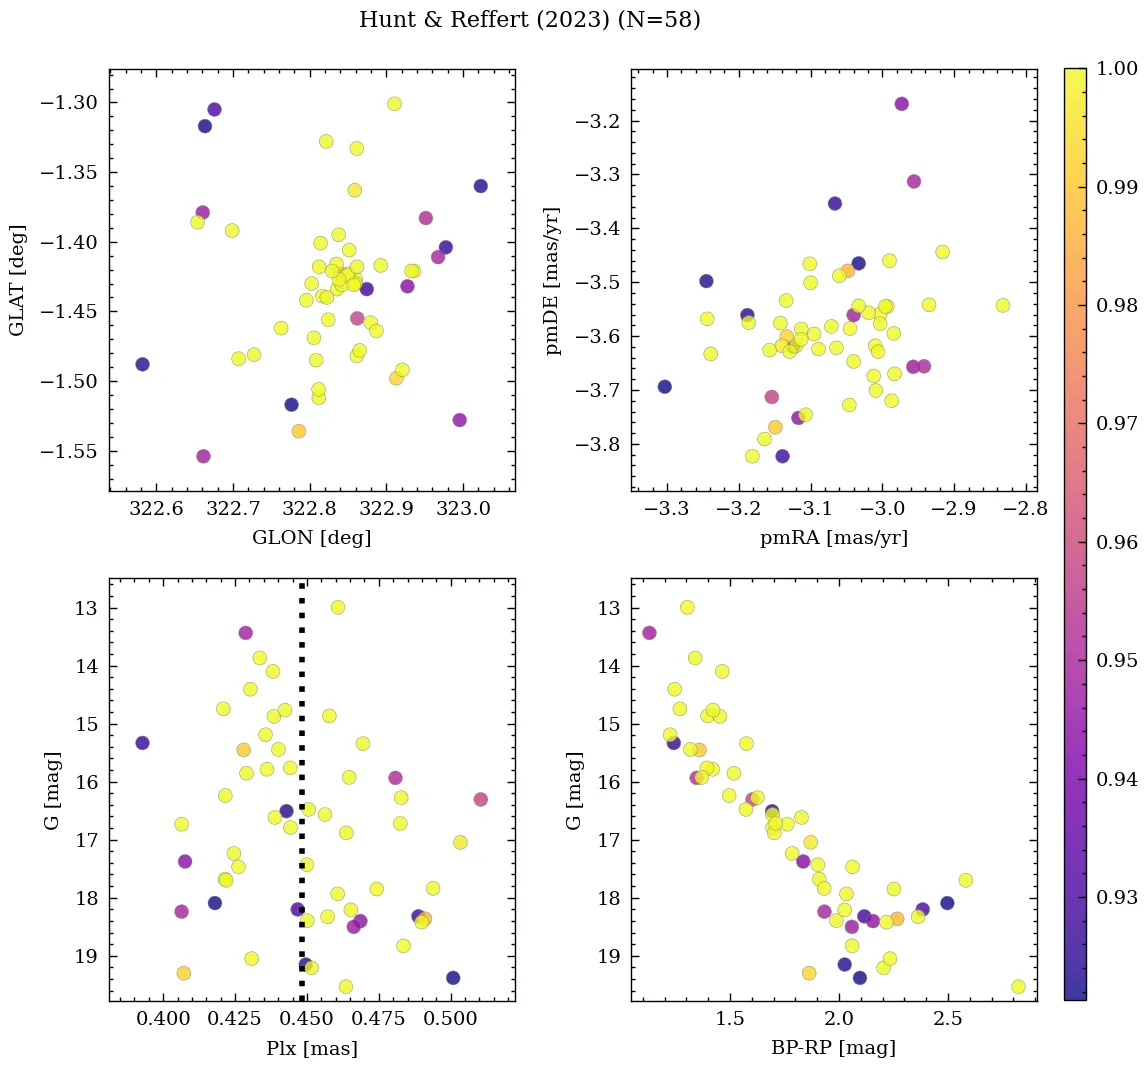 Hunt & Reffert (2023) (N=58)
−1.30
−1.35
−1.40
−1.45
−1.50
−1.55
GLAT [deg]
322.6 322.7 322.8 322.9 323.0
GLON [deg]
−3.2
−3.3
−3.4
−3.5
−3.6
−3.7
−3.8
pmDE [mas/yr]
−3.3 −3.2 −3.1 −3.0 −2.9 −2.8
pmRA [mas/yr]
13
14
15
16
17
18
19
G [mag]
0.400 0.425 0.450 0.475 0.500
Plx [mas]
13
14
15
16
17
18
19
G [mag]
1.5 2.0 2.5
BP-RP [mag]
1.00
0.99
0.98
0.97
0.96
0.95
0.94
0.93